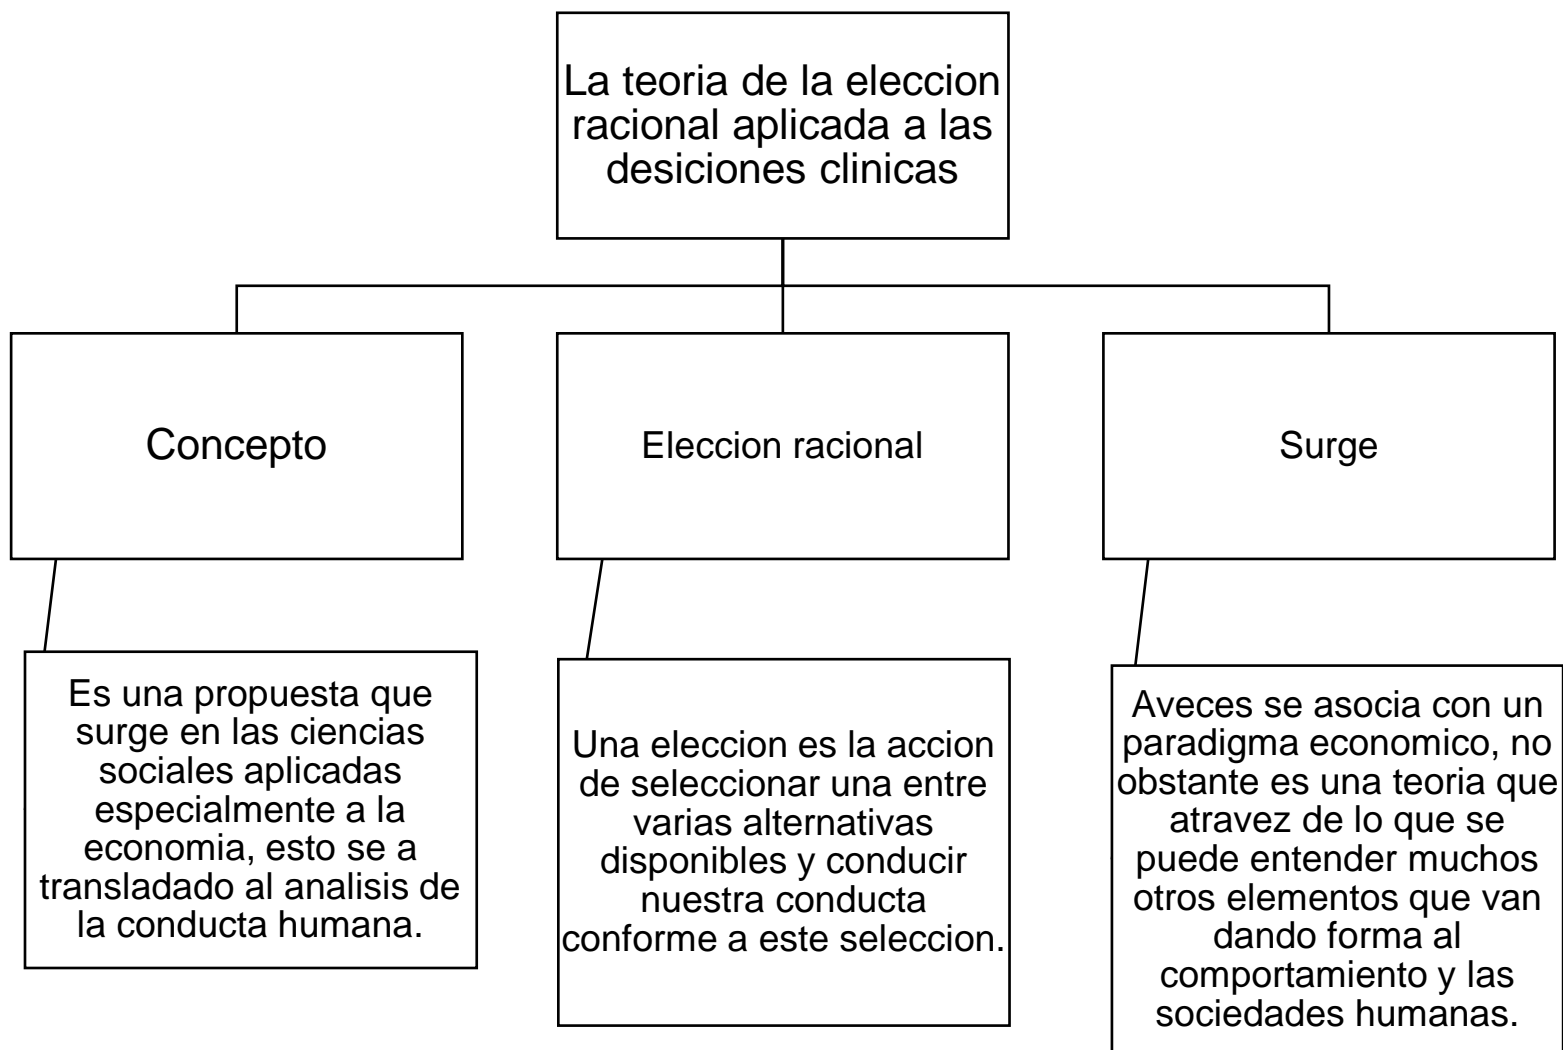 La teoria de la eleccion
racional aplicada a las
desiciones clinicas
Concepto
Eleccion racional
Surge
Es una propuesta que
surge en las ciencias
sociales aplicadas
especialmente a la
economia, esto se a
transladado al analisis de
la conducta humana.
Una eleccion es la accion
de seleccionar una entre
varias alternativas
disponibles y conducir
nuestra conducta
conforme a este seleccion.
Aveces se asocia con un
paradigma economico, no
obstante es una teoria que
atravez de lo que se
puede entender muchos
otros elementos que van
dando forma al
comportamiento y las
sociedades humanas.